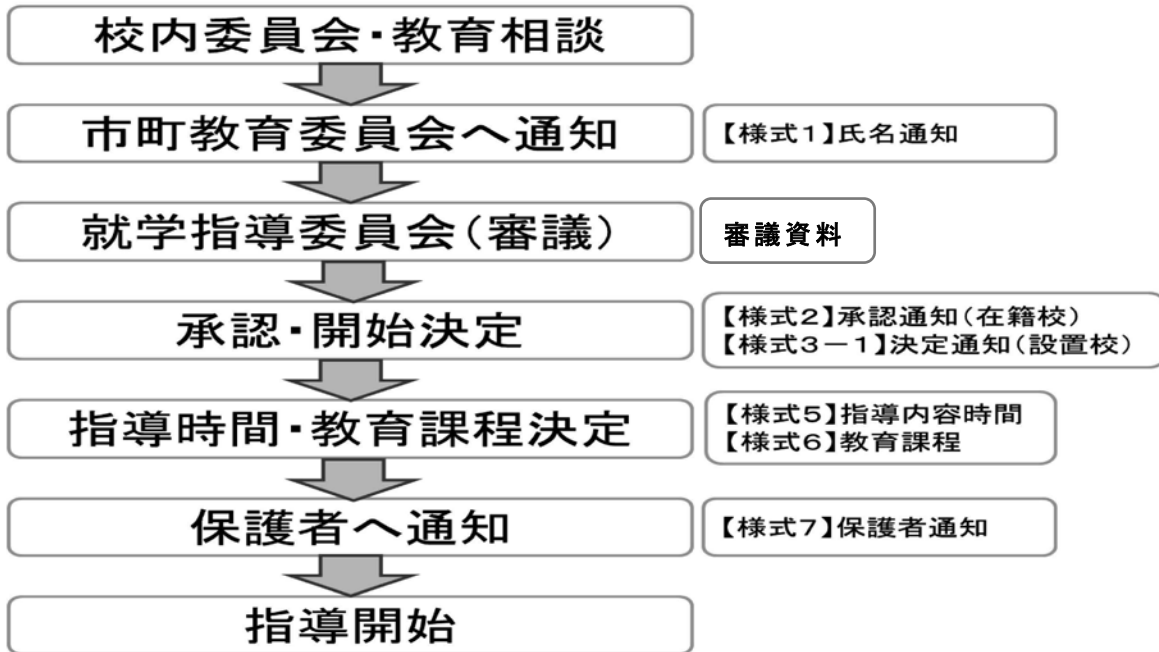 校内委員会・教育相談
市町教育委員会へ通知
【様式1】氏名通知
就学指導委員会(審議)
審議資料
承認・開始決定
【様式2】承認通知(在籍校)
【様式3-1】決定通知(設置校)
指導時間・教育課程決定
【様式5】指導内容時間
【様式6】教育課程
保護者へ通知
【様式7】保護者通知
指導開始